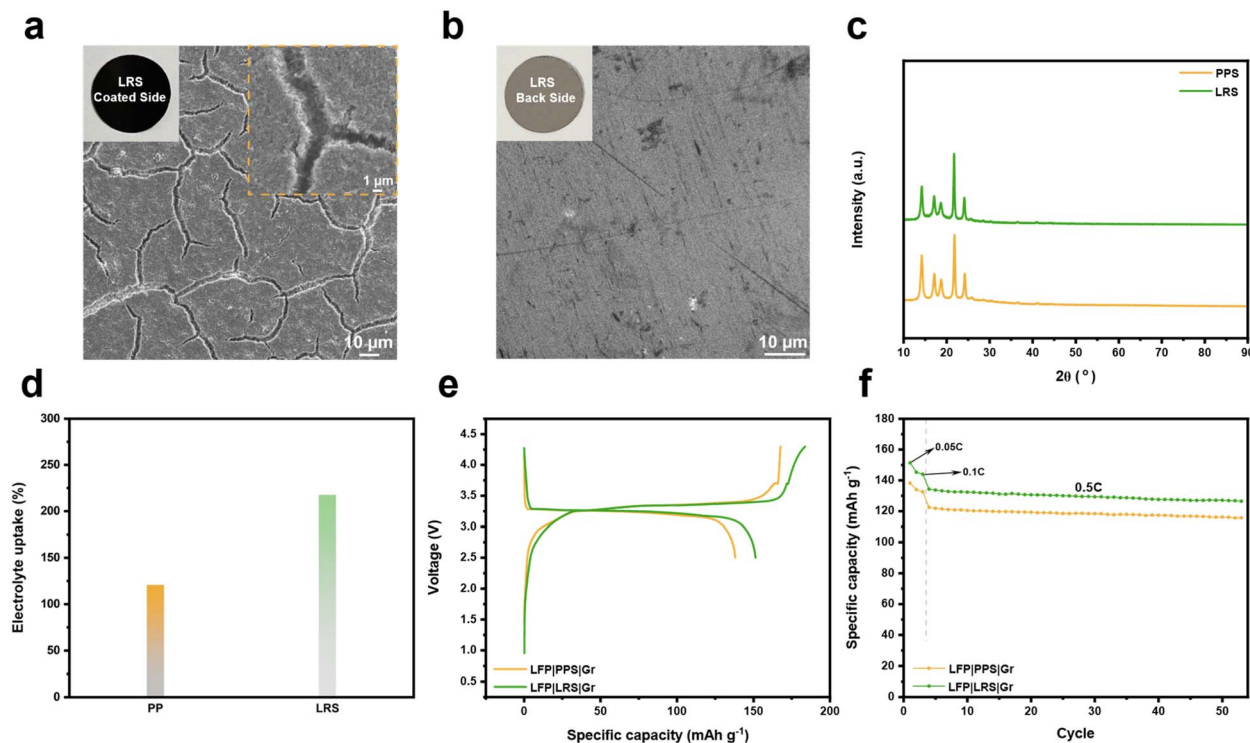 a
LRS
Coated Side
1 μm
10 μm
b
LRS
Back Side
10 μm
c
PPS
LRS
Intensity (a.u.)
10 20 30 40 50 60 70 80 90
2θ (°)
d
300
250
200
150
100
50
0
Electrolyte uptake (%)
PP LRS
e
4.5
4.0
3.5
3.0
2.5
2.0
1.5
1.0
0.5
Voltage (V)
LFP|PPS|Gr
LFP|LRS|Gr
0 50 100 150 200
Specific capacity (mAh g⁻¹)
f
180
160
140
120
100
80
60
40
20
0
Specific capacity (mAh g⁻¹)
0.05C
0.1C
0.5C
LFP|PPS|Gr
LFP|LRS|Gr
0 10 20 30 40 50
Cycle